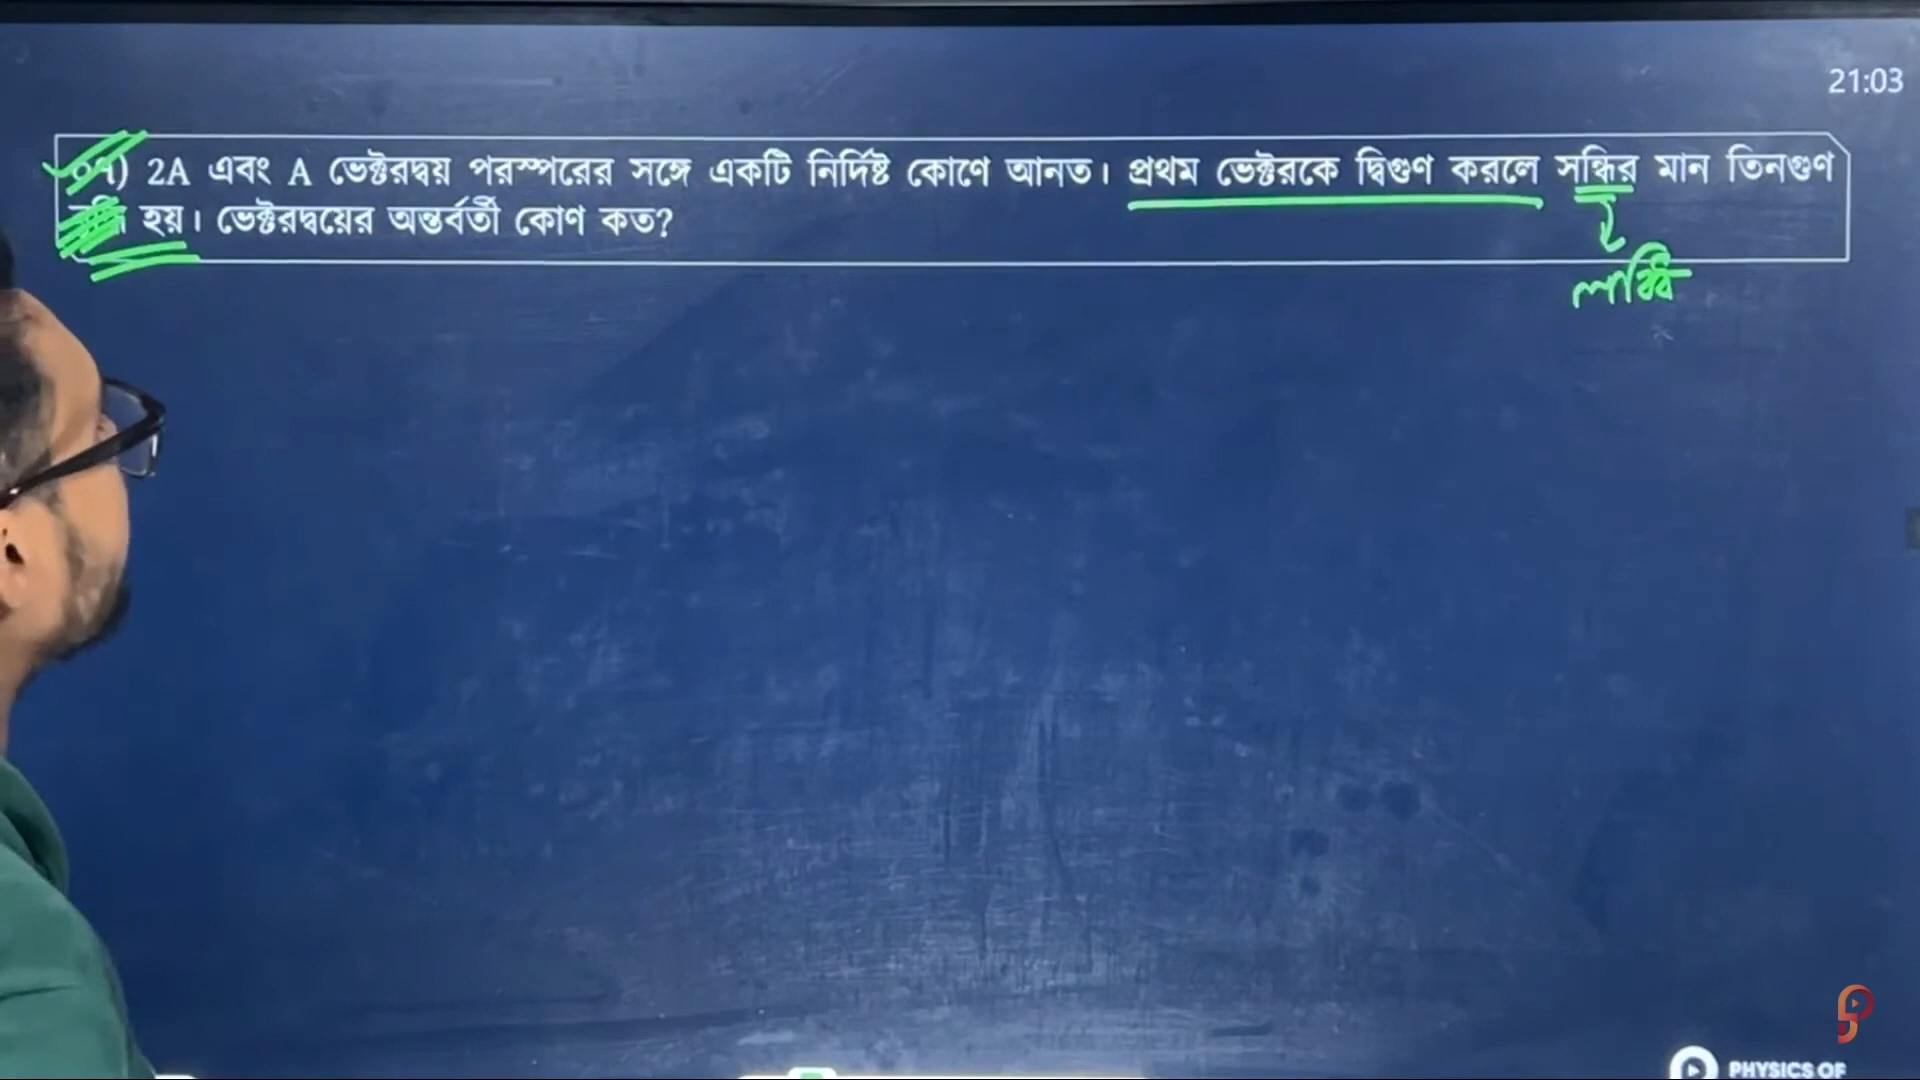 21:03
০৭) 2A এবং A ভেক্টরদ্বয় পরস্পরের সঙ্গে একটি নির্দিষ্ট কোণে আনত। প্রথম ভেক্টরকে দ্বিগুণ করলে সন্ধির মান তিনগুণ
হয়। ভেক্টরদ্বয়ের অন্তর্বর্তী কোণ কত?
লাব্ধি
PHYSICS OF